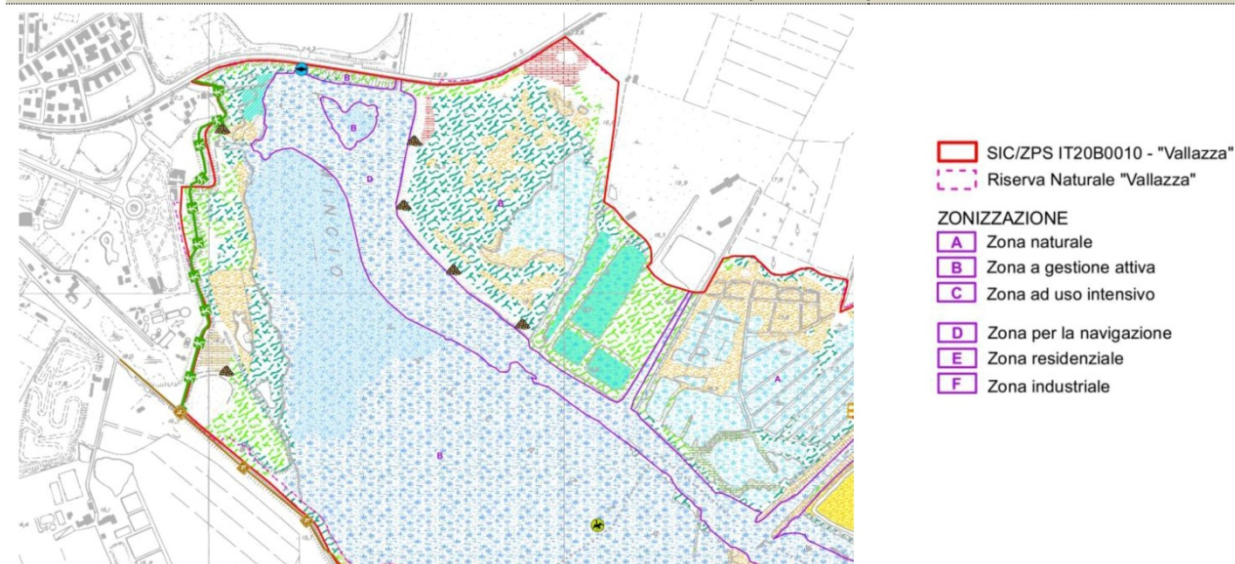 B
B
MINCIO
D
B
B
A
SIC/ZPS IT20B0010 - "Vallazza"
Riserva Naturale "Vallazza"
ZONIZZAZIONE
A Zona naturale
B Zona a gestione attiva
C Zona ad uso intensivo
D Zona per la navigazione
E Zona residenziale
F Zona industriale